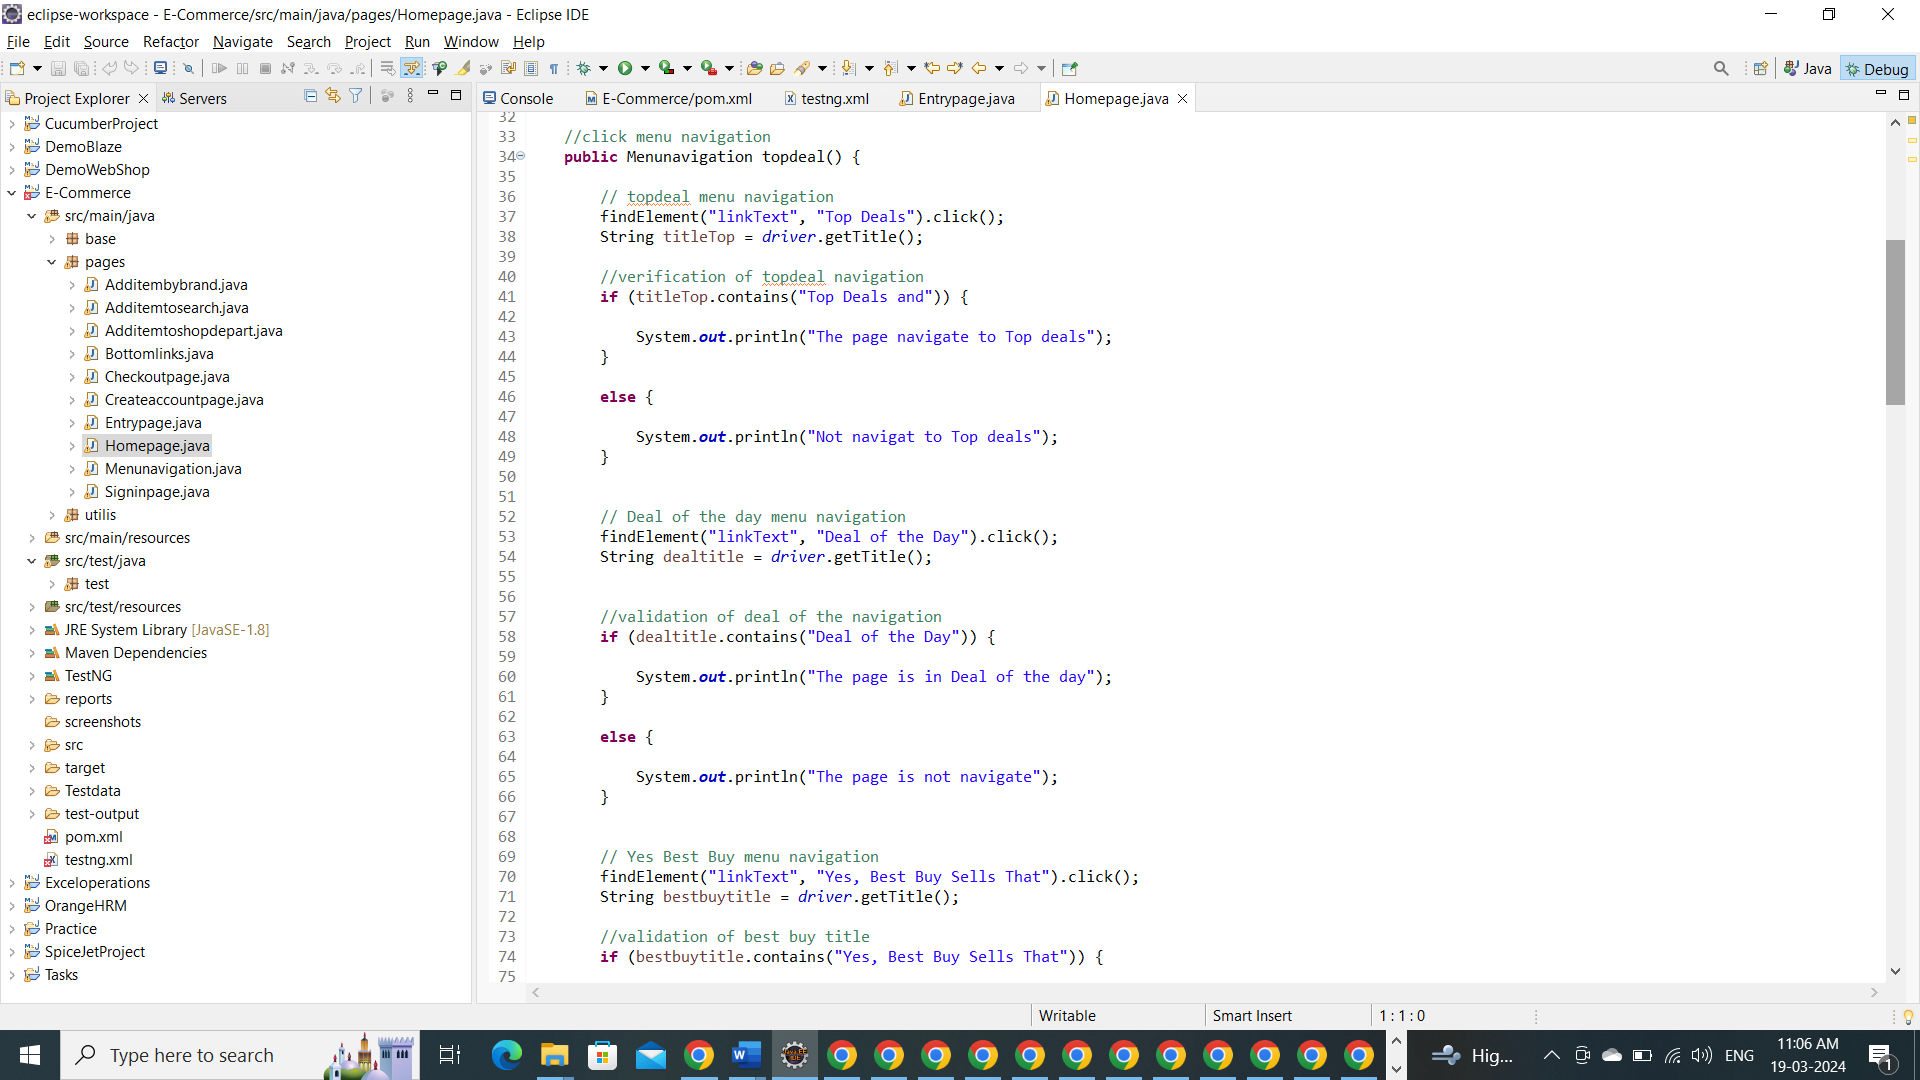 eclipse-workspace - E-Commerce/src/main/java/pages/Homepage.java - Eclipse IDE
File Edit Source Refactor Navigate Search Project Run Window Help
Java Debug
Project Explorer Servers
Console E-Commerce/pom.xml testng.xml Entrypage.java Homepage.java
CucumberProject
DemoBlaze
DemoWebShop
E-Commerce
src/main/java
base
pages
Additembybrand.java
Additemtosearch.java
Additemtoshopdepart.java
Bottomlinks.java
Checkoutpage.java
Createaccountpage.java
Entrypage.java
Homepage.java
Menunavigation.java
Signinpage.java
utilis
src/main/resources
src/test/java
test
src/test/resources
JRE System Library [JavaSE-1.8]
Maven Dependencies
TestNG
reports
screenshots
src
target
Testdata
test-output
pom.xml
testng.xml
Exceloperations
OrangeHRM
Practice
SpiceJetProject
Tasks
32
33 //click menu navigation
34 public Menunavigation topdeal() {
35
36 // topdeal menu navigation
37 findElement("linkText", "Top Deals").click();
38 String titleTop = driver.getTitle();
39
40 //verification of topdeal navigation
41 if (titleTop.contains("Top Deals and")) {
42
43 System.out.println("The page navigate to Top deals");
44 }
45
46 else {
47
48 System.out.println("Not navigat to Top deals");
49 }
50
51
52 // Deal of the day menu navigation
53 findElement("linkText", "Deal of the Day").click();
54 String dealtitle = driver.getTitle();
55
56
57 //validation of deal of the navigation
58 if (dealtitle.contains("Deal of the Day")) {
59
60 System.out.println("The page is in Deal of the day");
61 }
62
63 else {
64
65 System.out.println("The page is not navigate");
66 }
67
68
69 // Yes Best Buy menu navigation
70 findElement("linkText", "Yes, Best Buy Sells That").click();
71 String bestbuytitle = driver.getTitle();
72
73 //validation of best buy title
74 if (bestbuytitle.contains("Yes, Best Buy Sells That")) {
75
Writable Smart Insert 1 : 1 : 0
Type here to search
Hig... ENG 11:06 AM
19-03-2024
1